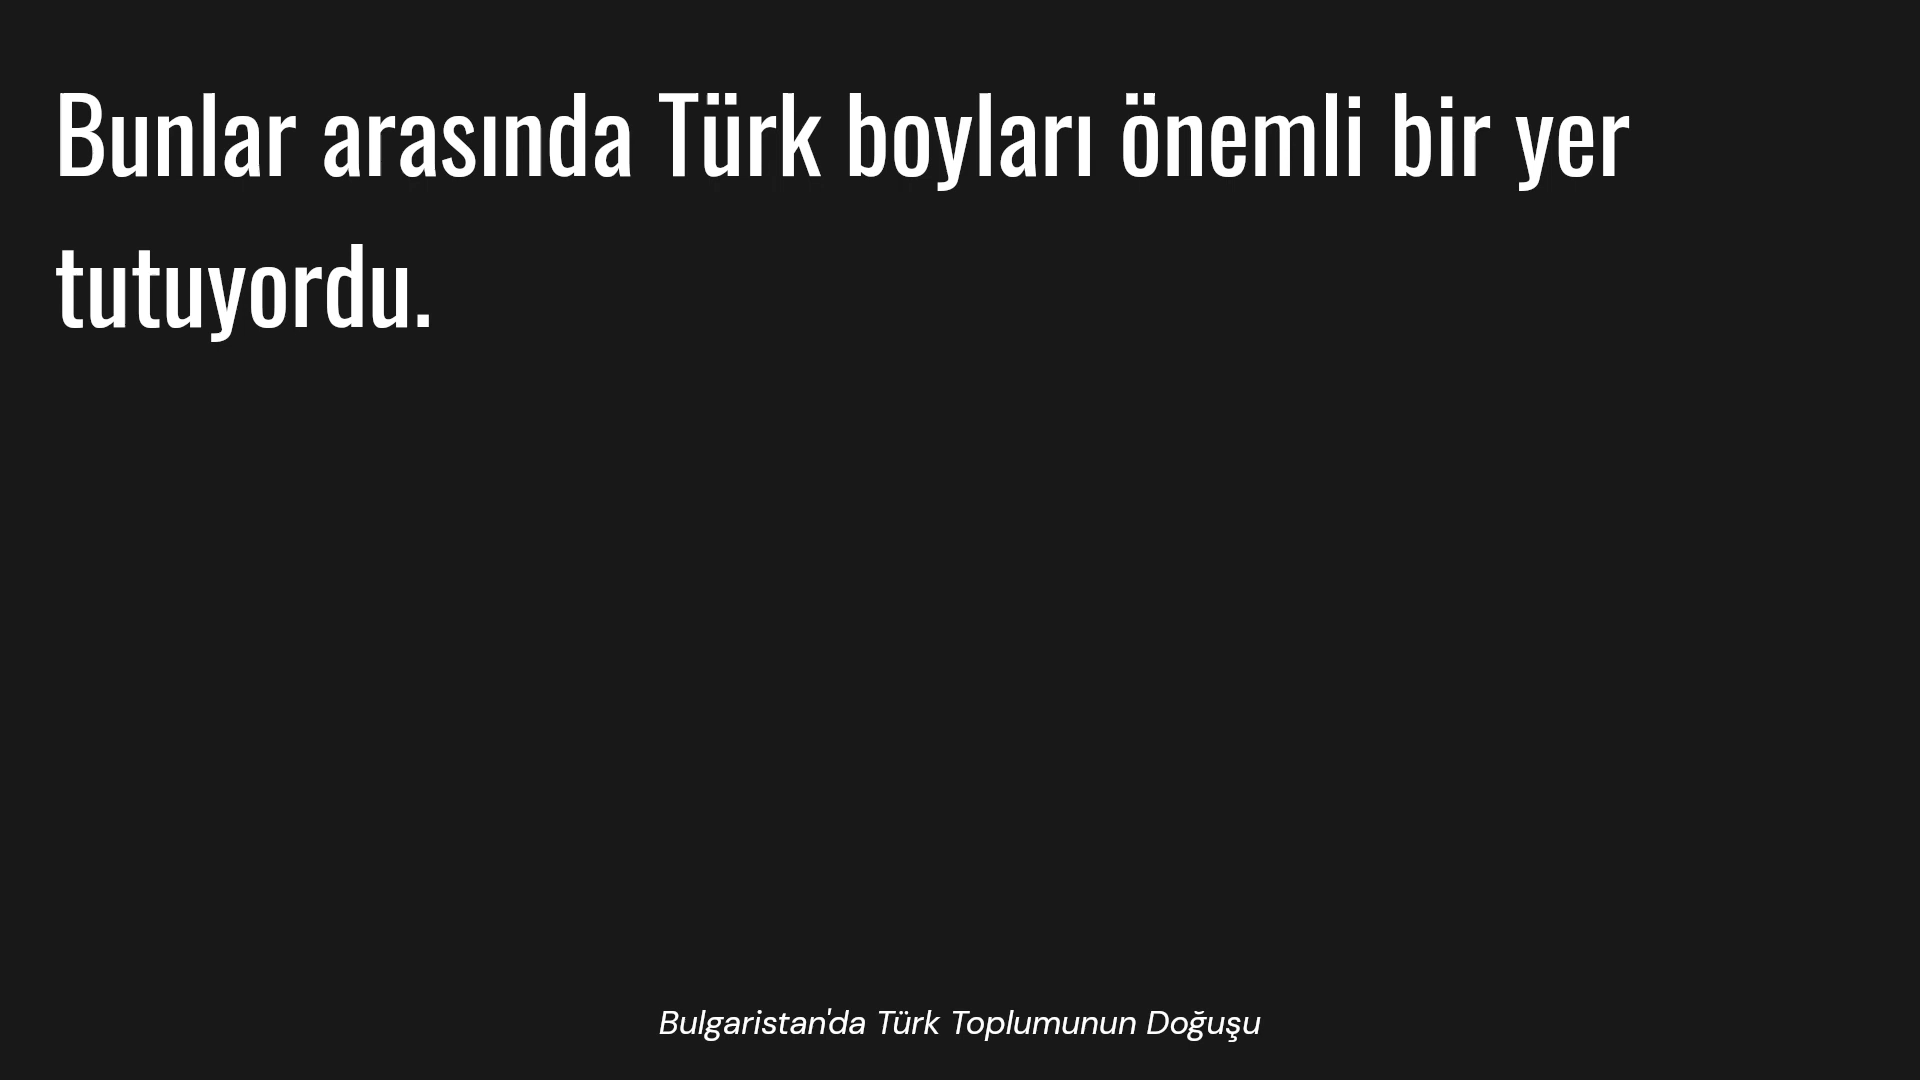 Bunlar arasında Türk boyları önemli bir yer
tutuyordu.
Bulgaristan'da Türk Toplumunun Doğuşu